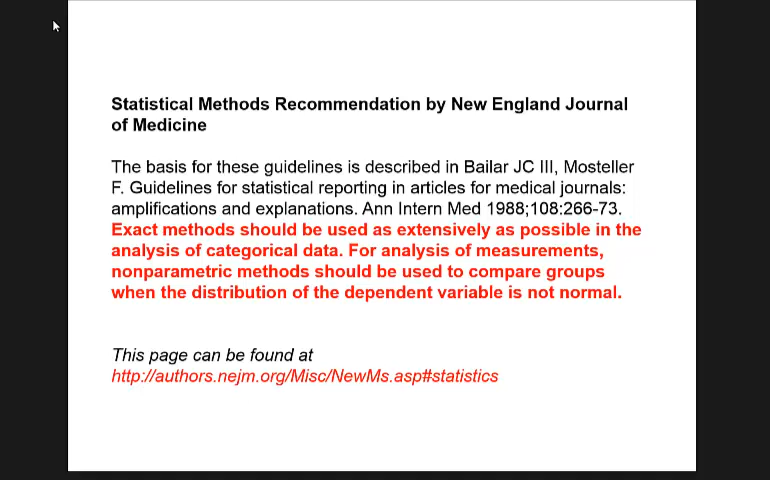 Statistical Methods Recommendation by New England Journal
of Medicine
The basis for these guidelines is described in Bailar JC III, Mosteller
F. Guidelines for statistical reporting in articles for medical journals:
amplifications and explanations. Ann Intern Med 1988;108:266-73.
Exact methods should be used as extensively as possible in the
analysis of categorical data. For analysis of measurements,
nonparametric methods should be used to compare groups
when the distribution of the dependent variable is not normal.
This page can be found at
http://authors.nejm.org/Misc/NewMs.asp#statistics